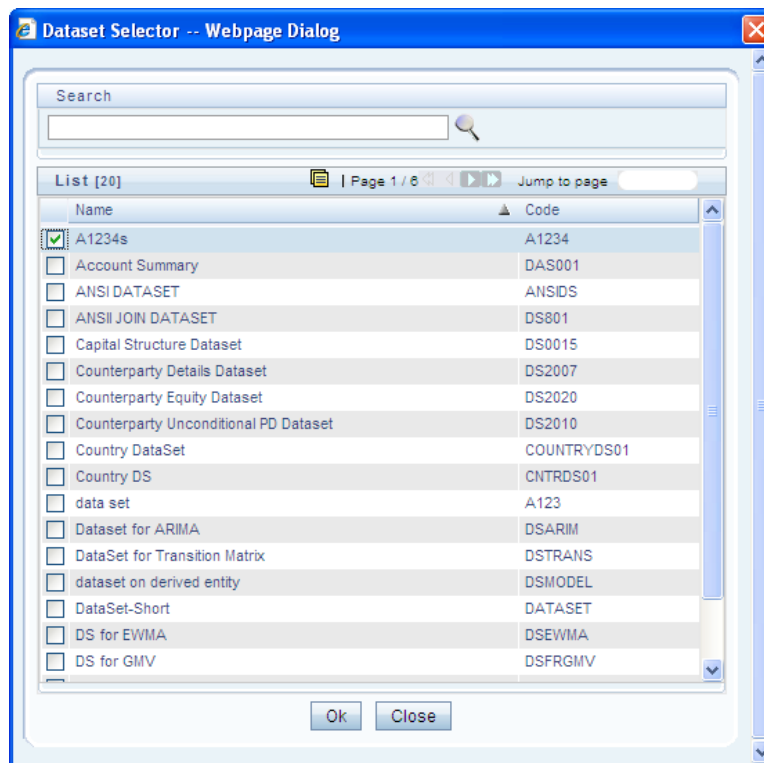 Dataset Selector -- Webpage Dialog
Search
List [20] | Page 1 / 6 Jump to page
Name Code
A1234s A1234
Account Summary DAS001
ANSI DATASET ANSIDS
ANSII JOIN DATASET DS801
Capital Structure Dataset DS0015
Counterparty Details Dataset DS2007
Counterparty Equity Dataset DS2020
Counterparty Unconditional PD Dataset DS2010
Country DataSet COUNTRYDS01
Country DS CNTRDS01
data set A123
Dataset for ARIMA DSARIM
DataSet for Transition Matrix DSTRANS
dataset on derived entity DSMODEL
DataSet-Short DATASET
DS for EWMA DSEWMA
DS for GMV DSFRGMV
Ok Close